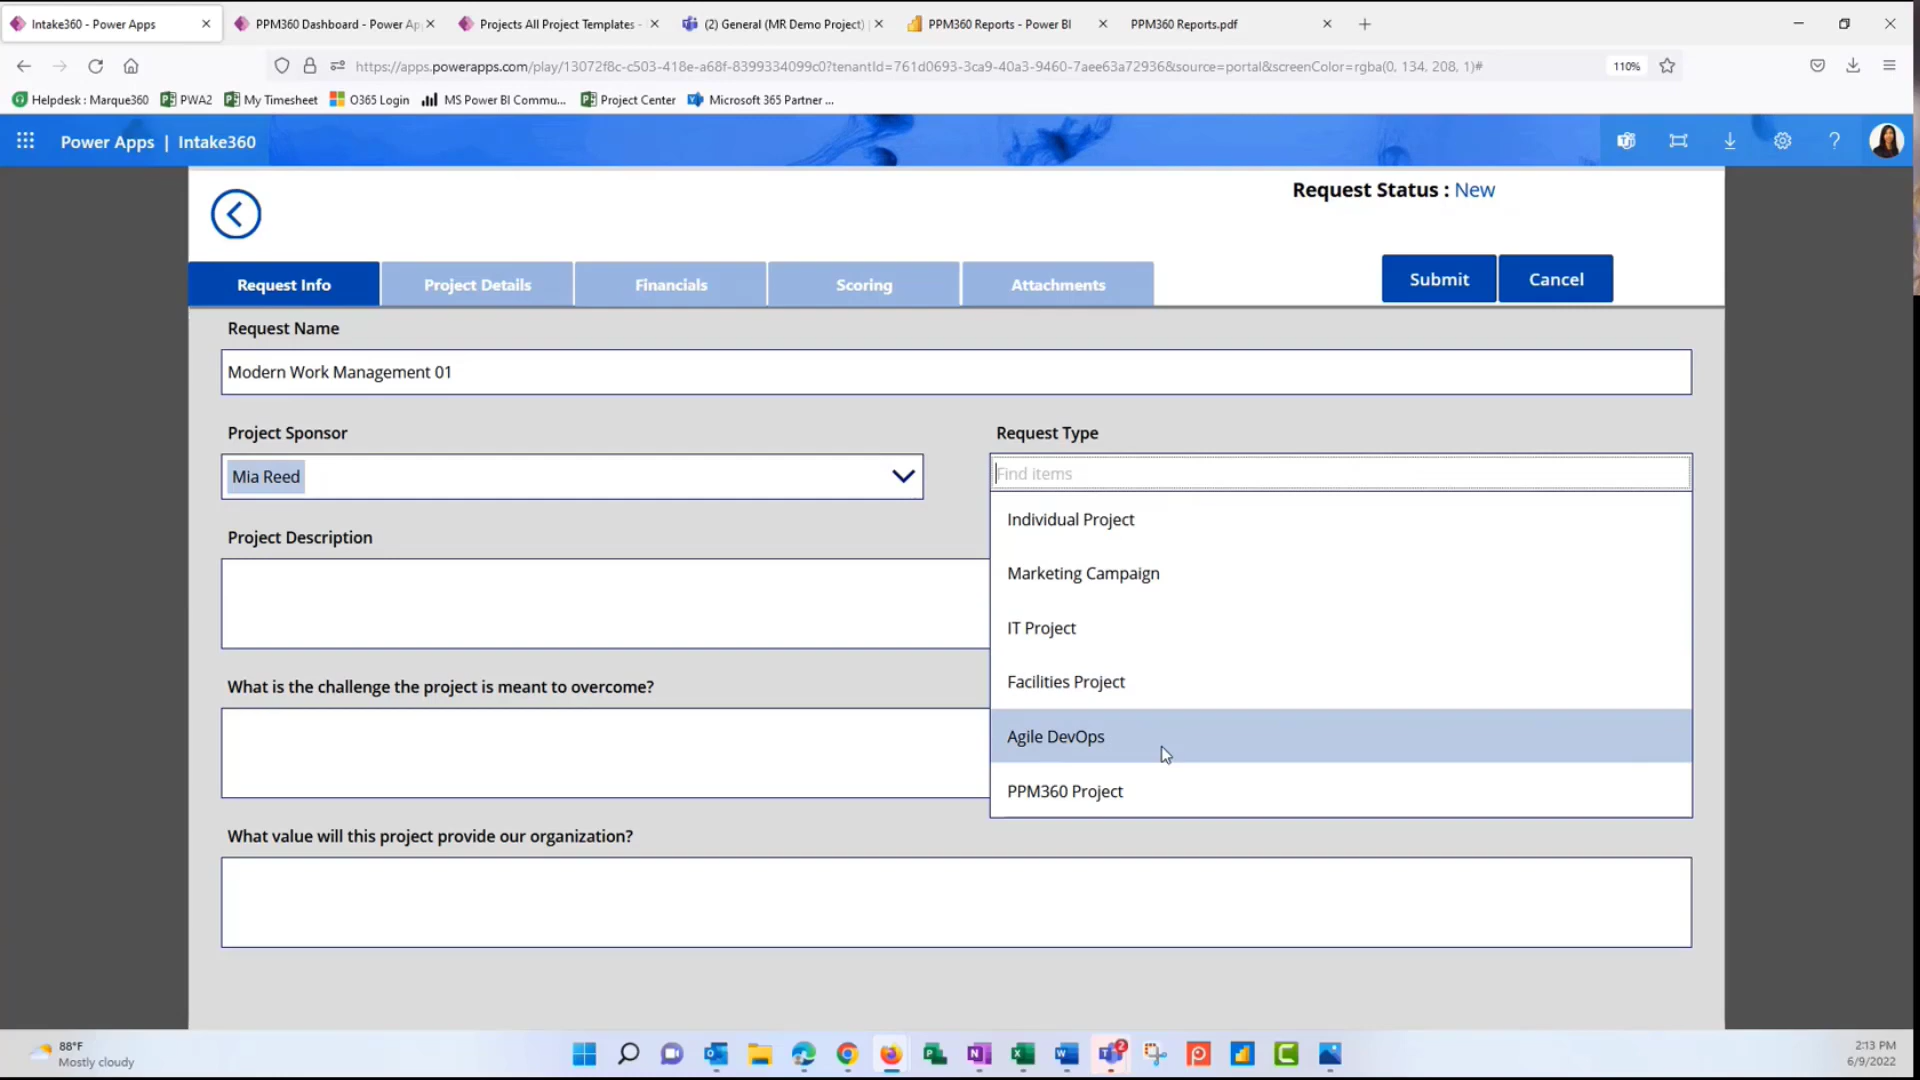 Intake360 - Power Apps
PPM360 Dashboard - Power Ap
Projects All Project Templates -
(2) General (MR Demo Project) |
PPM360 Reports - Power BI
PPM360 Reports.pdf
https://apps.powerapps.com/play/13072f8c-c503-418e-a68f-8399334099c0?tenantId=761d0693-3ca9-40a3-9460-7aee63a72936&source=portal&screenColor=rgba(0, 134, 208, 1)#
110%
Helpdesk : Marque360
PWA2
My Timesheet
O365 Login
MS Power BI Commu...
Project Center
Microsoft 365 Partner ...
Power Apps | Intake360
Request Status : New
Request Info
Project Details
Financials
Scoring
Attachments
Submit
Cancel
Request Name
Modern Work Management 01
Project Sponsor
Request Type
Mia Reed
Find items
Individual Project
Project Description
Marketing Campaign
IT Project
Facilities Project
What is the challenge the project is meant to overcome?
Agile DevOps
PPM360 Project
What value will this project provide our organization?
88°F
Mostly cloudy
2
2:13 PM
6/9/2022